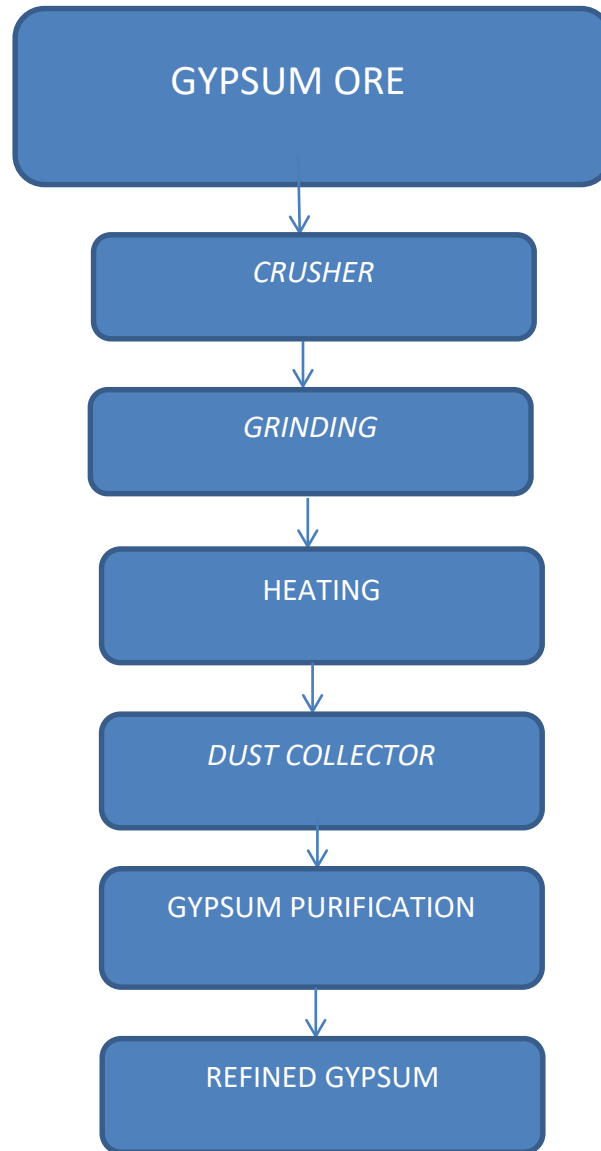 GYPSUM ORE
CRUSHER
GRINDING
HEATING
DUST COLLECTOR
GYPSUM PURIFICATION
REFINED GYPSUM